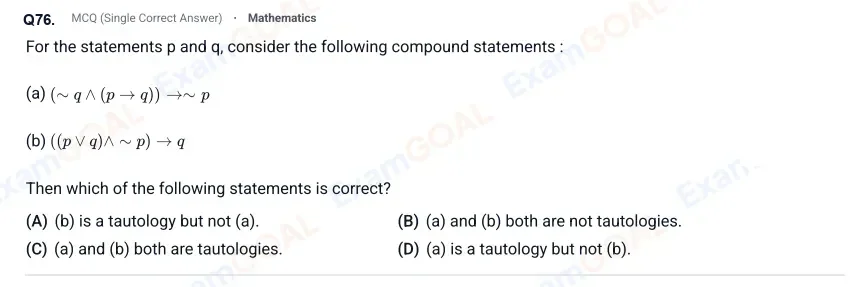 Q76. MCQ (Single Correct Answer) · Mathematics
For the statements p and q, consider the following compound statements :
(a) (∼ q ∧ (p → q)) →∼ p
(b) ((p ∨ q)∧ ∼ p) → q
Then which of the following statements is correct?
(A) (b) is a tautology but not (a). (B) (a) and (b) both are not tautologies.
(C) (a) and (b) both are tautologies. (D) (a) is a tautology but not (b).